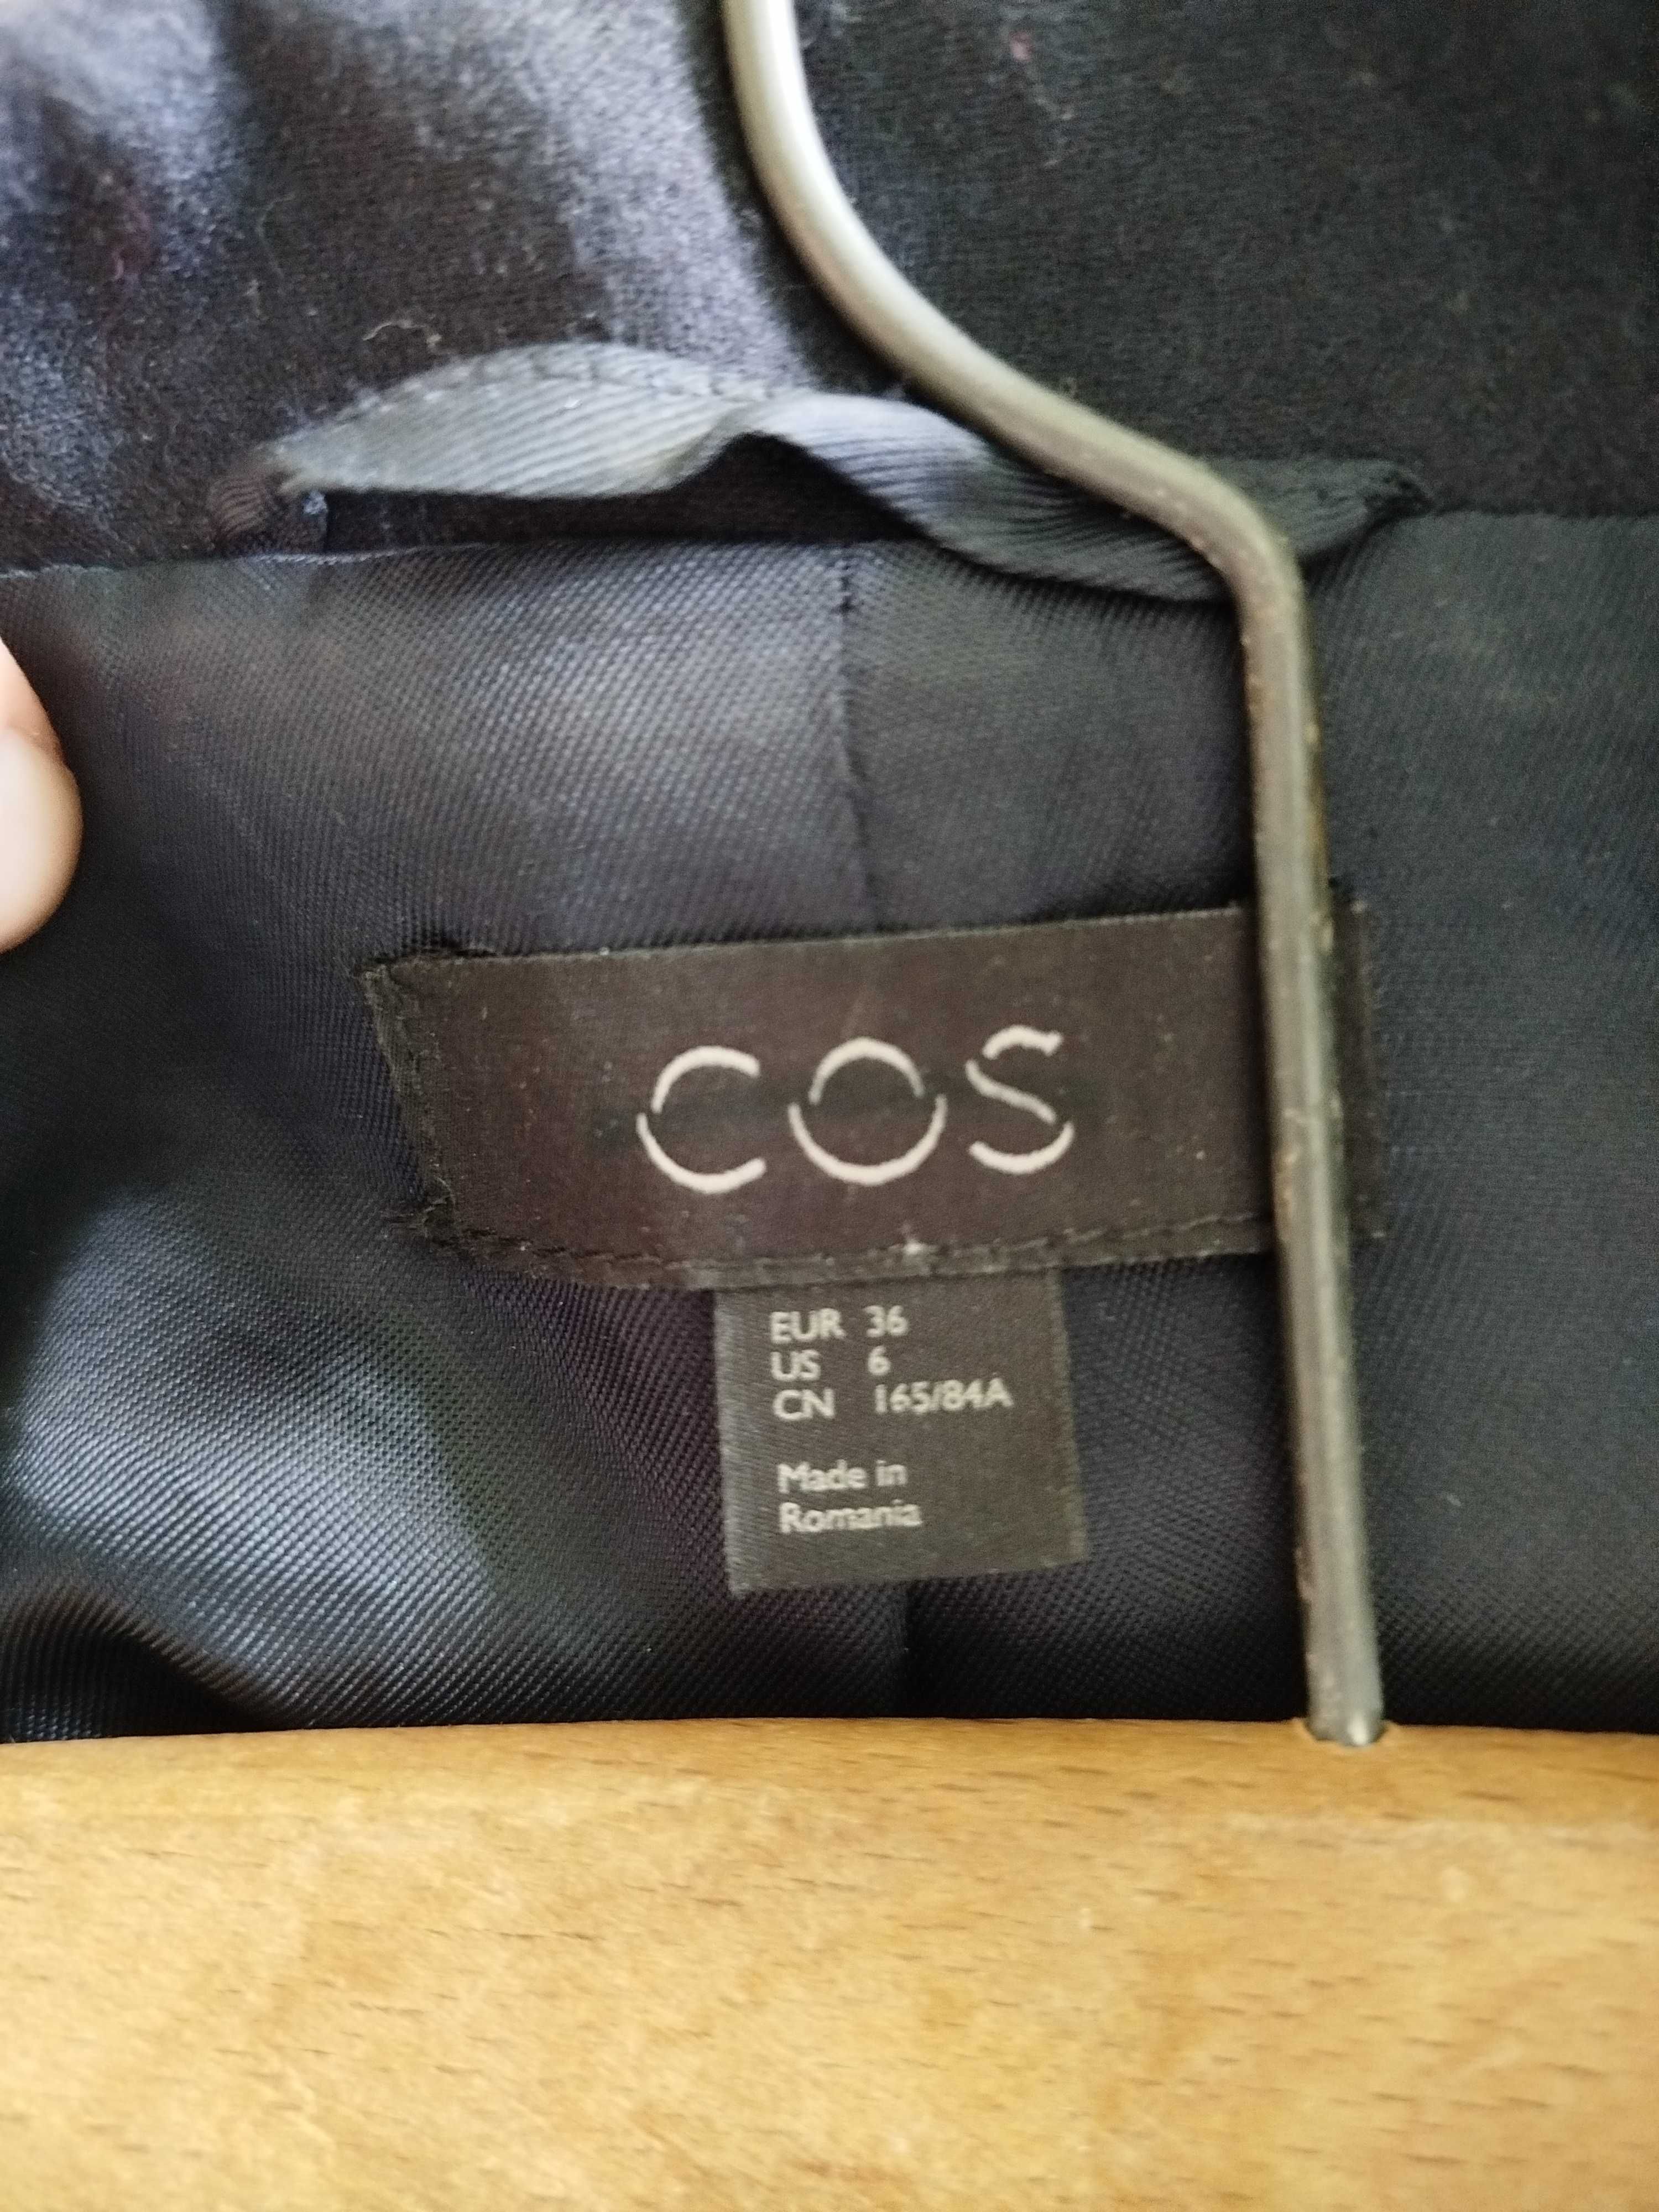 COS
EUR 36
US 6
CN 165/84A
Made in
Romania